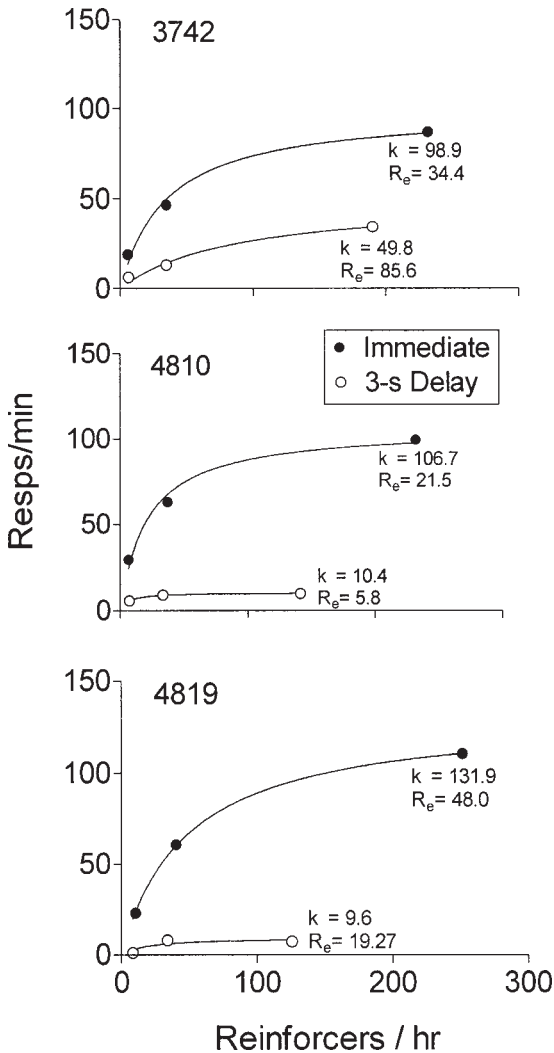 150
3742
100
50
0
k = 98.9
Re= 34.4
k = 49.8
Re= 85.6
150
4810
100
50
0
Immediate
3-s Delay
k = 106.7
Re= 21.5
k = 10.4
Re= 5.8
Resps/min
150
4819
100
50
0
k = 131.9
Re= 48.0
k = 9.6
Re= 19.27
0
100
200
300
Reinforcers / hr